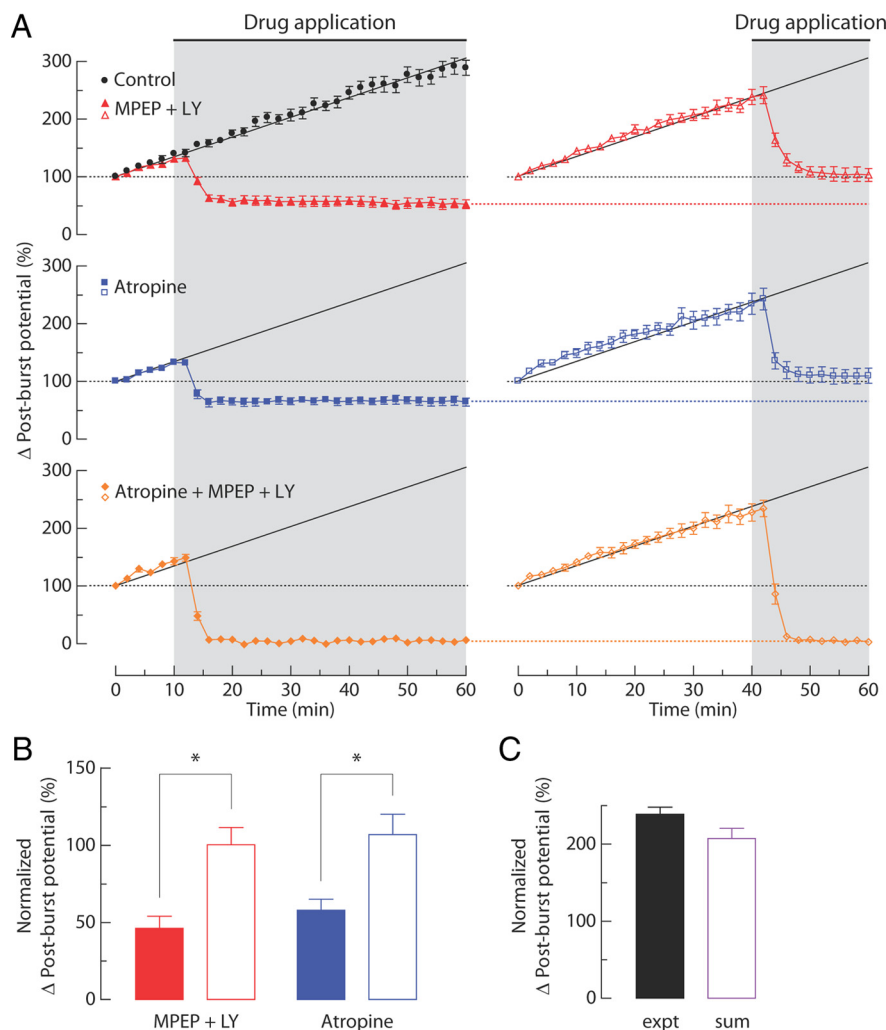 A
Drug application
Drug application
Control
MPEP + LY
Atropine
Atropine + MPEP + LY
Δ Post-burst potential (%)
300
200
100
0
300
200
100
0
300
200
100
0
0 10 20 30 40 50 60
0 10 20 30 40 50 60
Time (min)
Time (min)
B
Normalized
Δ Post-burst potential (%)
150
100
50
0
*
*
MPEP + LY
Atropine
C
Normalized
Δ Post-burst potential (%)
200
100
0
expt
sum